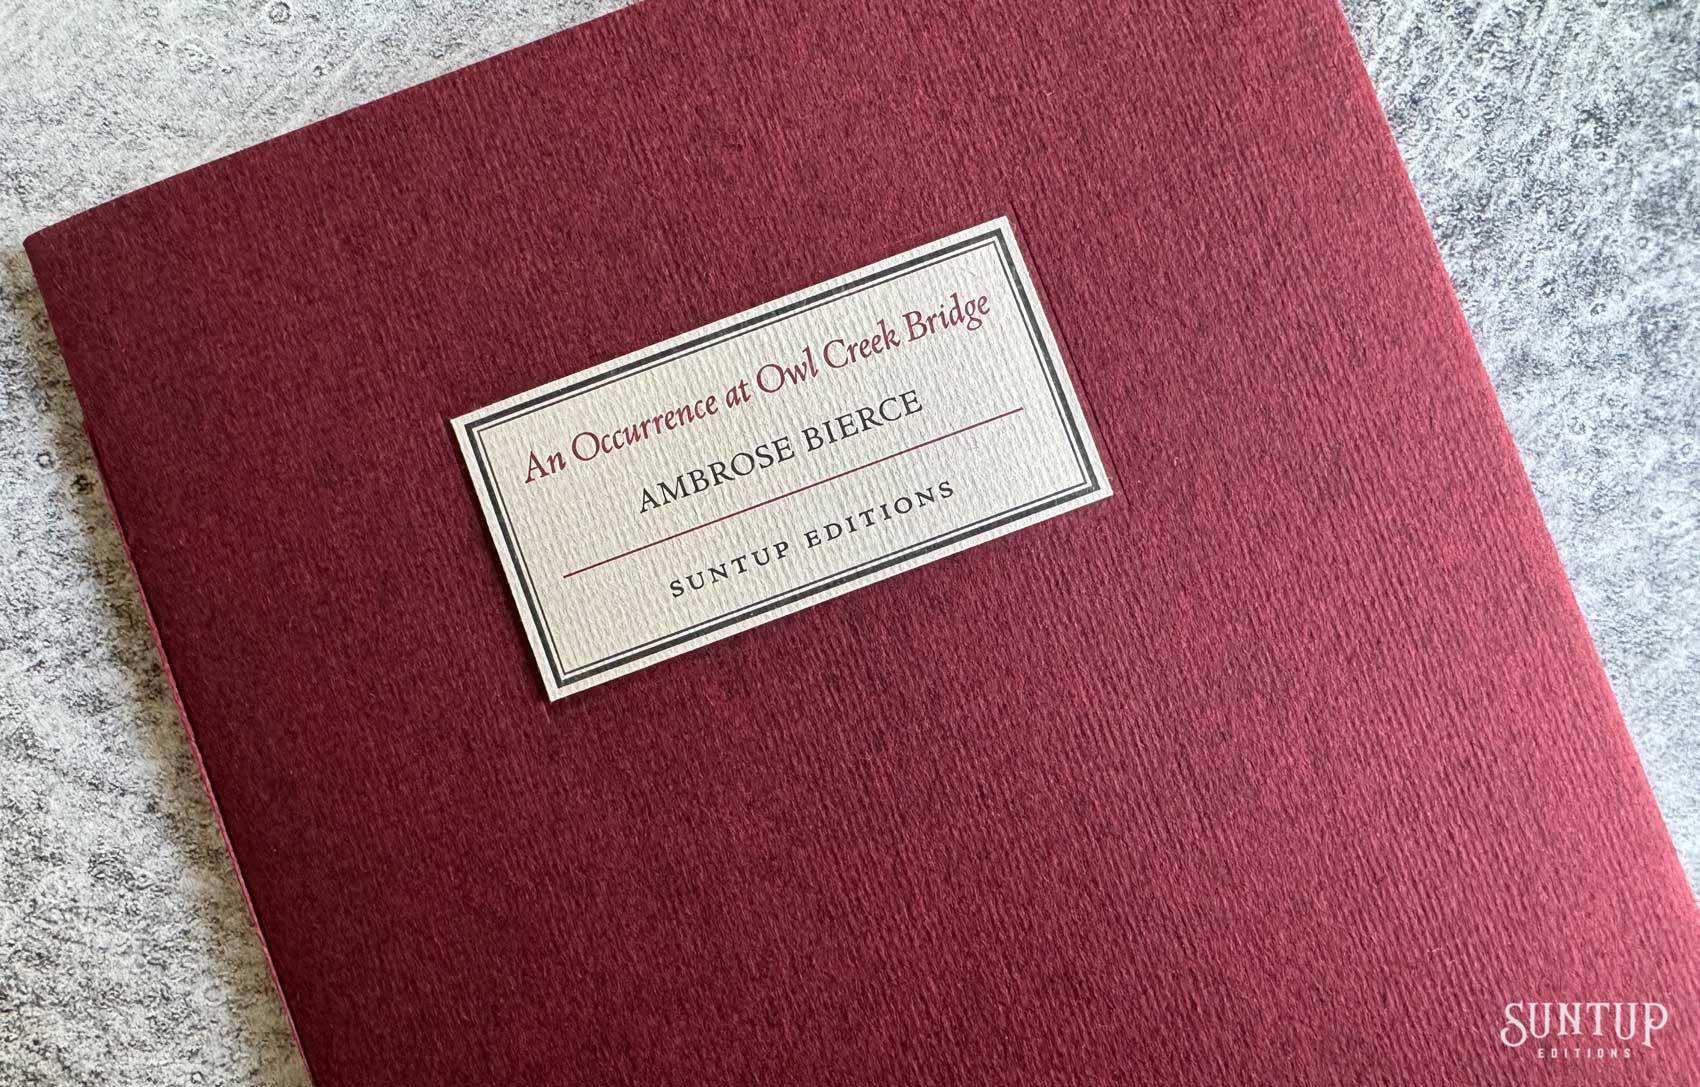 An Occurrence at Owl Creek Bridge
AMBROSE BIERCE
SUNTUP EDITIONS
SUNTUP
EDITIONS